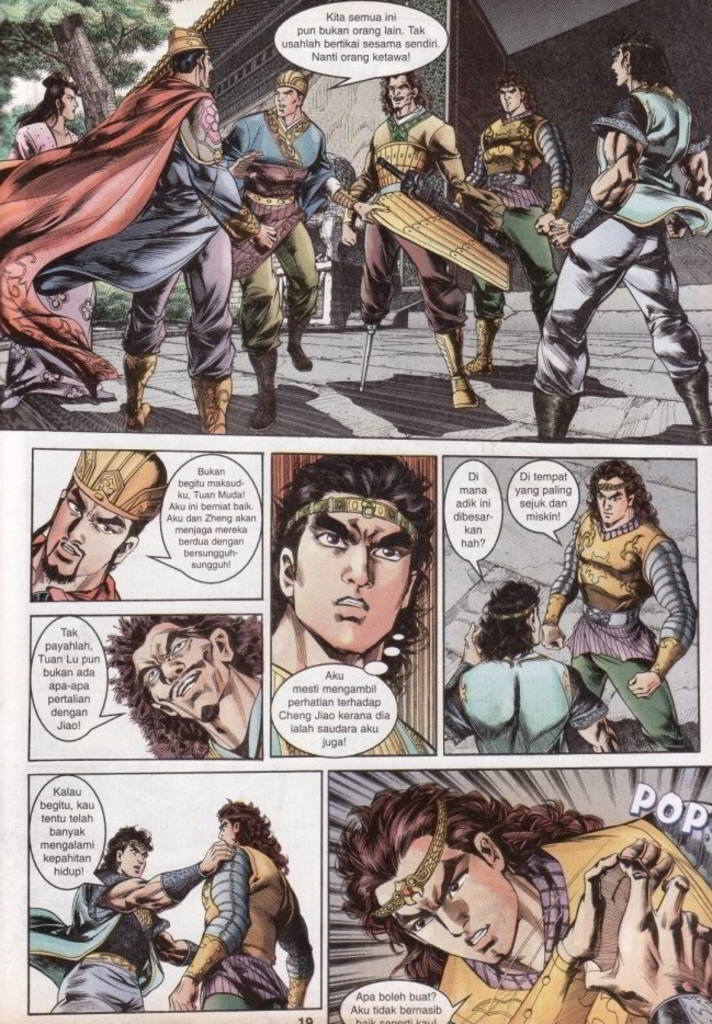 Kita semua ini
pun bukan orang lain. Tak
usahlah bertikai sesama sendiri.
Nanti orang ketawa!
Bukan
begitu maksud-
ku, Tuan Muda!
Aku ini berniat baik.
Aku dan Zheng akan
menjaga mereka
berdua dengan
bersungguh-
sungguh!
Tak
payahlah,
Tuan Lu pun
bukan ada
apa-apa
pertalian
dengan
Jiao!
Aku
mesti mengambil
perhatian terhadap
Cheng Jiao kerana dia
ialah saudara aku
juga!
Di
mana
adik ini
dibesar-
kan hah?
Di tempat
yang paling
sejuk dan
miskin!
Kalau
begitu, kau
tentu telah
banyak
mengalami
kepahitan
hidup!
POP
Apa boleh buat?
Aku tidak bernasib
baik seperti kau!
19